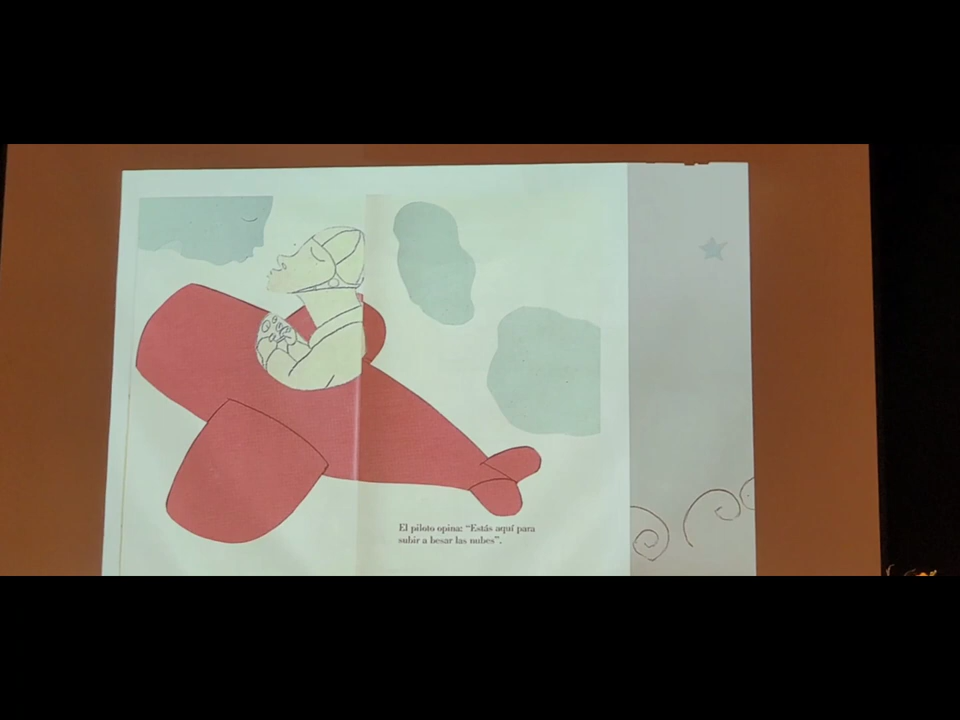 El piloto opina: “Estás aquí para
subir a besar las nubes”.